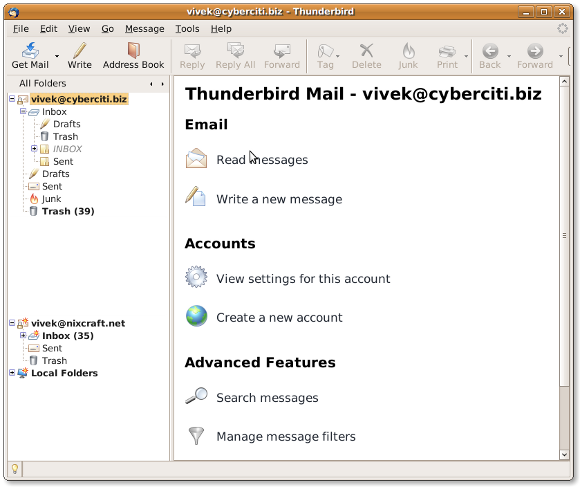 vivek@cyberciti.biz - Thunderbird
File Edit View Go Message Tools Help
Get Mail Write Address Book Reply Reply All Forward Tag Delete Junk Print Back Forward
All Folders
vivek@cyberciti.biz
Inbox
Drafts
Trash
INBOX
Sent
Drafts
Sent
Junk
Trash (39)
vivek@nixcraft.net
Inbox (35)
Sent
Trash
Local Folders
Thunderbird Mail - vivek@cyberciti.biz
Email
Read messages
Write a new message
Accounts
View settings for this account
Create a new account
Advanced Features
Search messages
Manage message filters